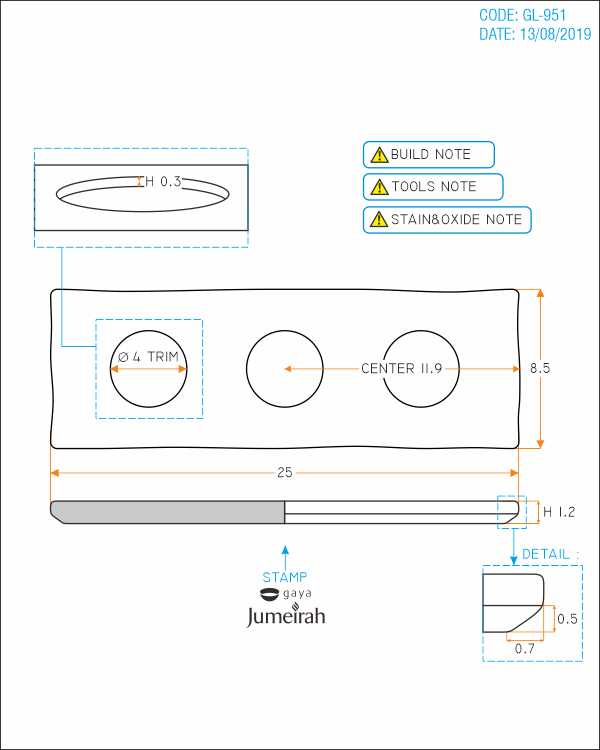 CODE: GL-951
DATE: 13/08/2019
BUILD NOTE
H 0.3
TOOLS NOTE
STAIN&OXIDE NOTE
Ø 4 TRIM
CENTER 11.9
8.5
25
H 1.2
DETAIL :
STAMP
gaya
Jumeirah
0.5
0.7